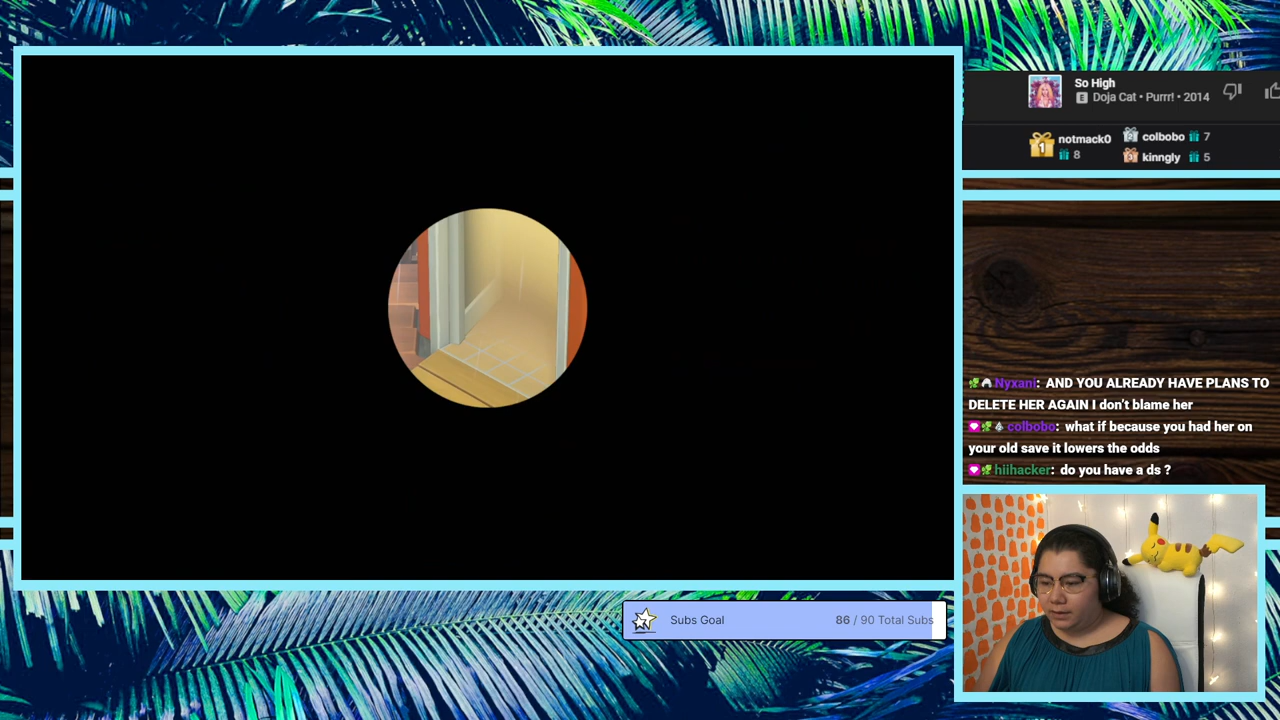 So High
E Doja Cat • Purrr! • 2014
1 notmack0 8
colbobo 7
kinngly 5
Nyxani: AND YOU ALREADY HAVE PLANS TO
DELETE HER AGAIN I don't blame her
colbobo: what if because you had her on
your old save it lowers the odds
hiihacker: do you have a ds ?
Subs Goal 86 / 90 Total Subs